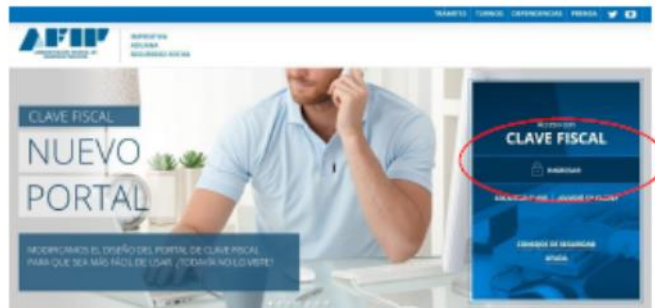 TRÁMITES TURNOS DEPENDENCIAS PRENSA
AFIP
IMPOSITIVA
ADUANA
SEGURIDAD SOCIAL
CLAVE FISCAL
NUEVO
PORTAL
MODIFICAMOS EL DISEÑO DEL PORTAL DE CLAVE FISCAL
PARA QUE SEA MÁS FÁCIL DE USAR. ¿TODAVÍA NO LO VISTE?
CLAVE FISCAL
INGRESAR
CONSEJOS DE SEGURIDAD
AYUDA